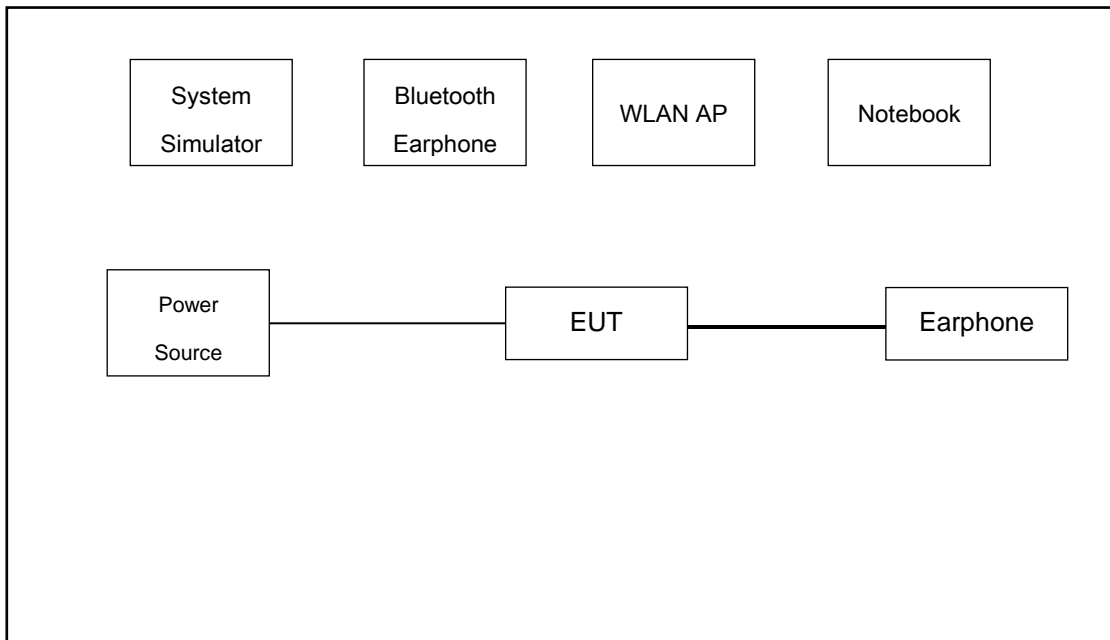 System
Simulator
Bluetooth
Earphone
WLAN AP
Notebook
Power
Source
EUT
Earphone